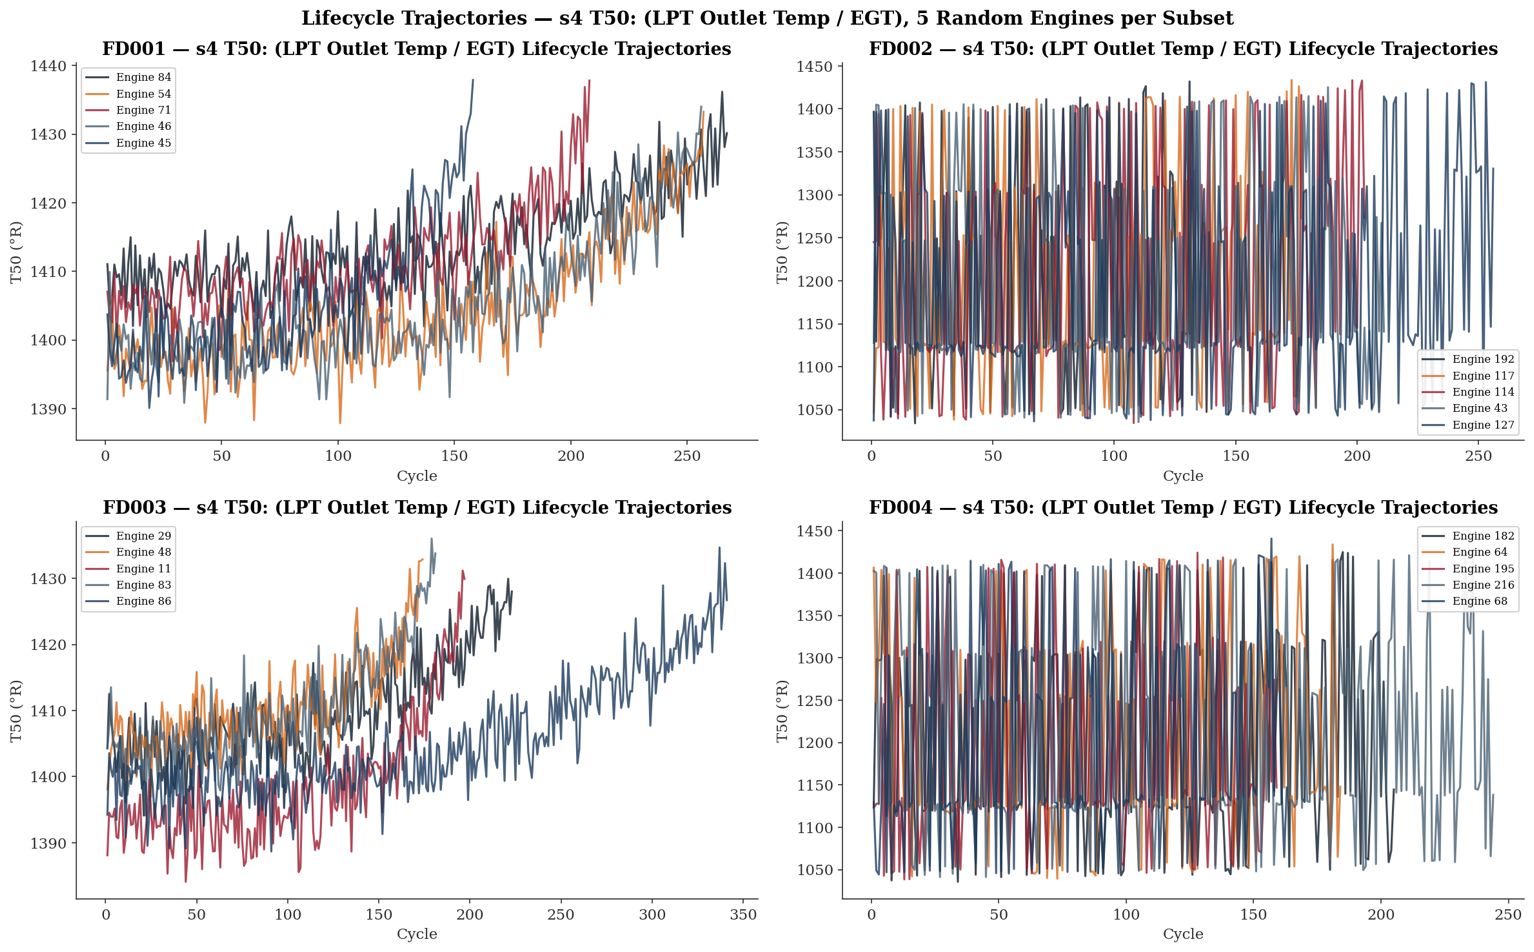 Lifecycle Trajectories — s4 T50: (LPT Outlet Temp / EGT), 5 Random Engines per Subset
FD001 — s4 T50: (LPT Outlet Temp / EGT) Lifecycle Trajectories
T50 (°R)
1440
1430
1420
1410
1400
1390
Engine 84
Engine 54
Engine 71
Engine 46
Engine 45
0 50 100 150 200 250
Cycle
FD002 — s4 T50: (LPT Outlet Temp / EGT) Lifecycle Trajectories
T50 (°R)
1450
1400
1350
1300
1250
1200
1150
1100
1050
Engine 192
Engine 117
Engine 114
Engine 43
Engine 127
0 50 100 150 200 250
Cycle
FD003 — s4 T50: (LPT Outlet Temp / EGT) Lifecycle Trajectories
T50 (°R)
1430
1420
1410
1400
1390
Engine 29
Engine 48
Engine 11
Engine 83
Engine 86
0 50 100 150 200 250 300 350
Cycle
FD004 — s4 T50: (LPT Outlet Temp / EGT) Lifecycle Trajectories
T50 (°R)
1450
1400
1350
1300
1250
1200
1150
1100
1050
Engine 182
Engine 64
Engine 195
Engine 216
Engine 68
0 50 100 150 200 250
Cycle